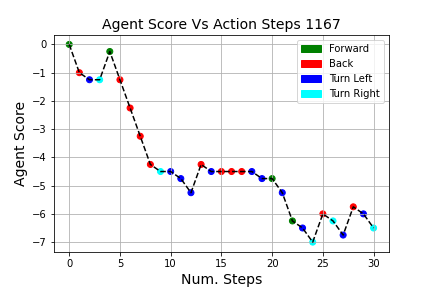 Agent Score Vs Action Steps 1167
Agent Score
0
−1
−2
−3
−4
−5
−6
−7
Forward
Back
Turn Left
Turn Right
0 5 10 15 20 25 30
Num. Steps